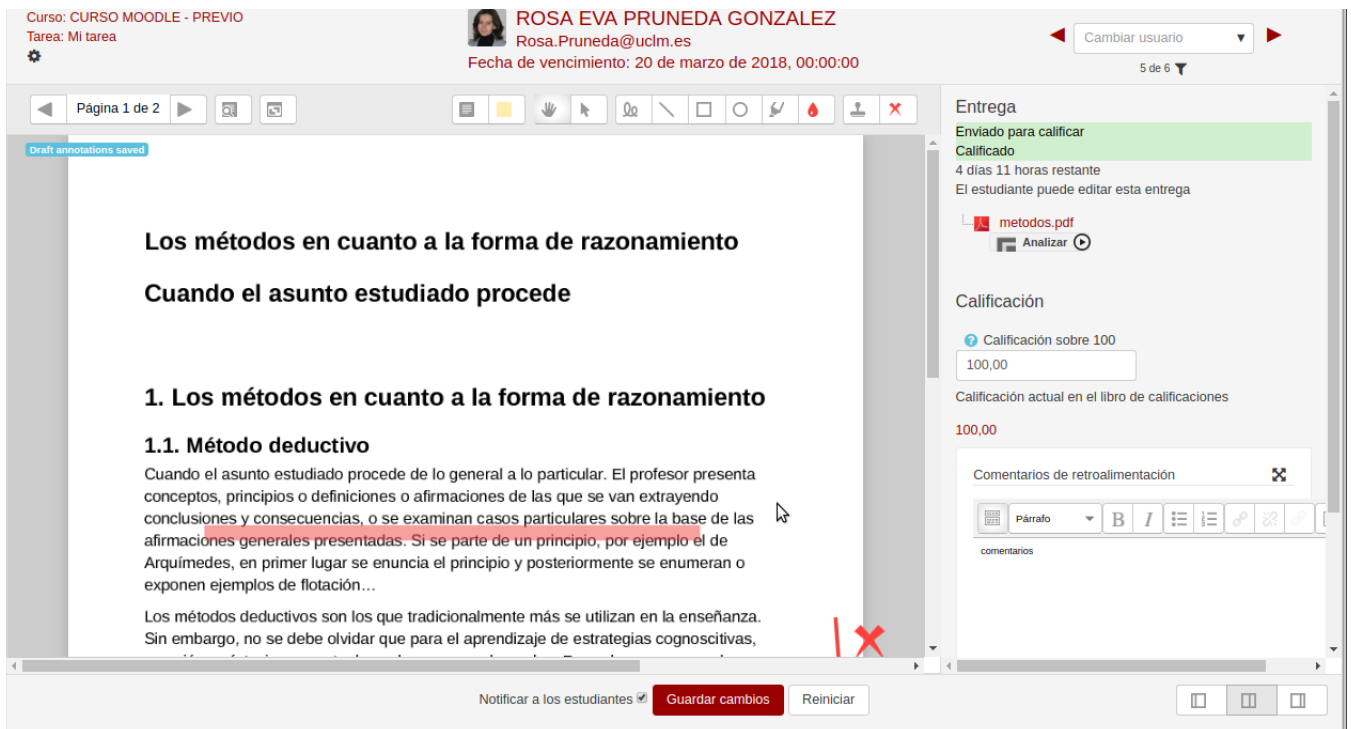 Curso: CURSO MOODLE - PREVIO
Tarea: Mi tarea
ROSA EVA PRUNEDA GONZALEZ
Rosa.Pruneda@uclm.es
Fecha de vencimiento: 20 de marzo de 2018, 00:00:00
Cambiar usuario
5 de 6
Página 1 de 2
Draft annotations saved
Los métodos en cuanto a la forma de razonamiento
Cuando el asunto estudiado procede
1. Los métodos en cuanto a la forma de razonamiento
1.1. Método deductivo
Cuando el asunto estudiado procede de lo general a lo particular. El profesor presenta
conceptos, principios o definiciones o afirmaciones de las que se van extrayendo
conclusiones y consecuencias, o se examinan casos particulares sobre la base de las
afirmaciones generales presentadas. Si se parte de un principio, por ejemplo el de
Arquímedes, en primer lugar se enuncia el principio y posteriormente se enumeran o
exponen ejemplos de flotación…
Los métodos deductivos son los que tradicionalmente más se utilizan en la enseñanza.
Sin embargo, no se debe olvidar que para el aprendizaje de estrategias cognoscitivas,
Entrega
Enviado para calificar
Calificado
4 días 11 horas restante
El estudiante puede editar esta entrega
metodos.pdf
Analizar
Calificación
Calificación sobre 100
100,00
Calificación actual en el libro de calificaciones
100,00
Comentarios de retroalimentación
Párrafo
B I
comentarios
Notificar a los estudiantes
Guardar cambios
Reiniciar